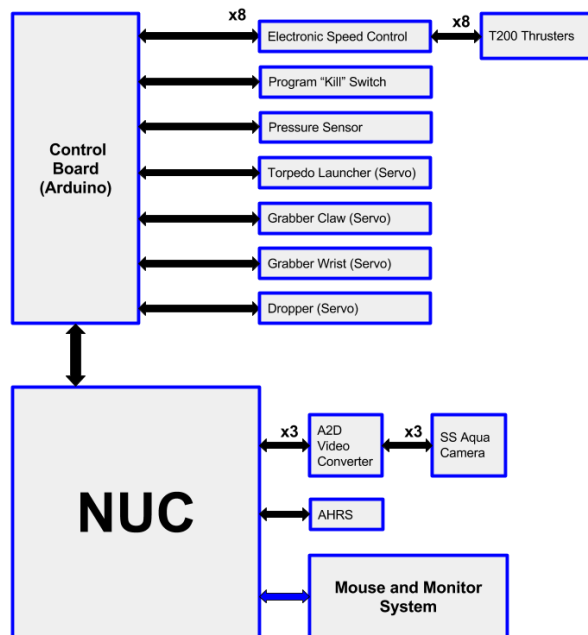 x8
Electronic Speed Control
x8
T200 Thrusters
Program “Kill” Switch
Pressure Sensor
Control
Board
(Arduino)
Torpedo Launcher (Servo)
Grabber Claw (Servo)
Grabber Wrist (Servo)
Dropper (Servo)
NUC
x3
A2D
Video
Converter
x3
SS Aqua
Camera
AHRS
Mouse and Monitor
System